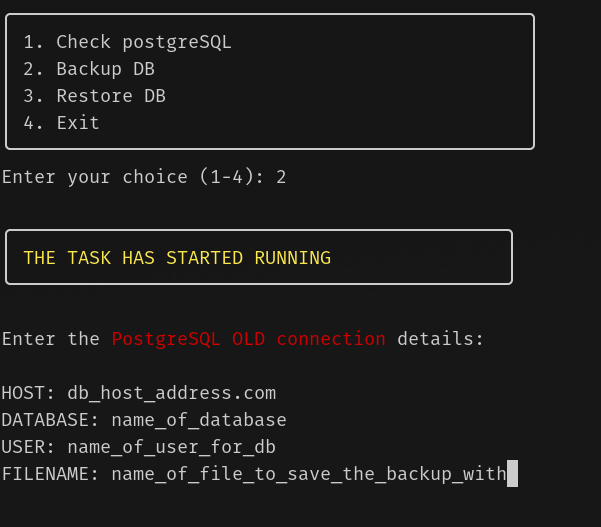 1. Check postgreSQL
2. Backup DB
3. Restore DB
4. Exit
Enter your choice (1-4): 2
THE TASK HAS STARTED RUNNING
Enter the PostgreSQL OLD connection details:
HOST: db_host_address.com
DATABASE: name_of_database
USER: name_of_user_for_db
FILENAME: name_of_file_to_save_the_backup_with